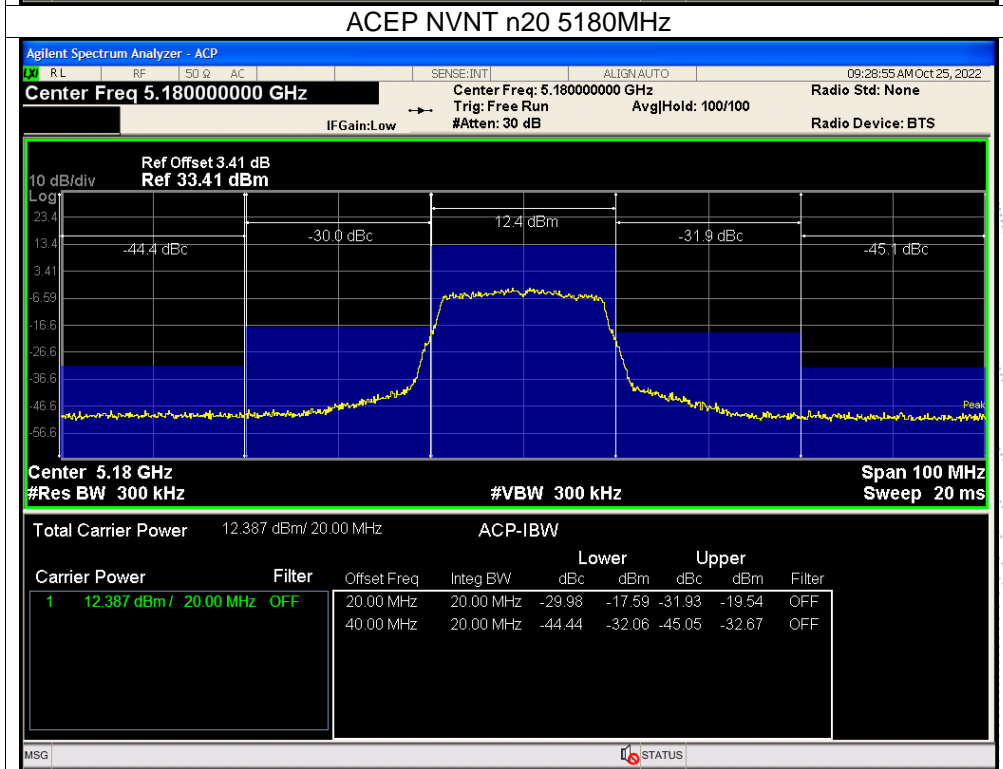 ACEP NVNT n20 5180MHz
Agilent Spectrum Analyzer - ACP
LXI RL RF 50 Ω AC SENSE:INT ALIGN AUTO 09:28:55 AM Oct 25, 2022
Center Freq 5.180000000 GHz Center Freq: 5.180000000 GHz Radio Std: None
Trig: Free Run Avg|Hold: 100/100
IFGain:Low #Atten: 30 dB Radio Device: BTS
Ref Offset 3.41 dB
10 dB/div Ref 33.41 dBm
Log
23.4
12.4 dBm
13.4
-44.4 dBc -30.0 dBc -31.9 dBc -45.1 dBc
3.41
-6.59
-16.6
-26.6
-36.6
-46.6
Peak
-56.6
Center 5.18 GHz Span 100 MHz
#Res BW 300 kHz #VBW 300 kHz Sweep 20 ms
Total Carrier Power 12.387 dBm/ 20.00 MHz ACP-IBW
Lower Upper
Carrier Power Filter Offset Freq Integ BW dBc dBm dBc dBm Filter
1 12.387 dBm / 20.00 MHz OFF 20.00 MHz 20.00 MHz -29.98 -17.59 -31.93 -19.54 OFF
40.00 MHz 20.00 MHz -44.44 -32.06 -45.05 -32.67 OFF
MSG STATUS